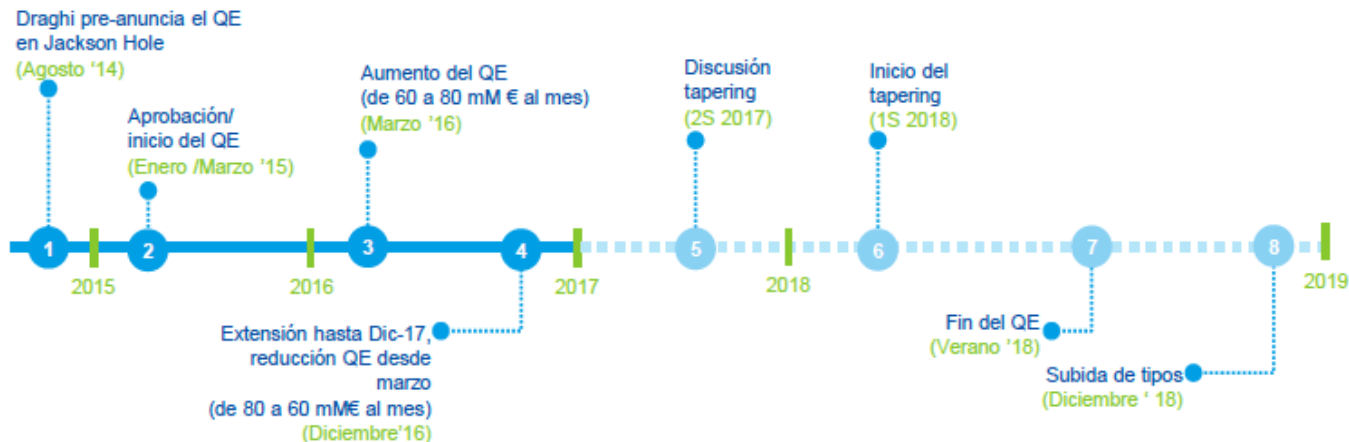 Draghi pre-anuncia el QE
en Jackson Hole
(Agosto '14)
Aprobación/
inicio del QE
(Enero /Marzo '15)
Aumento del QE
(de 60 a 80 mM € al mes)
(Marzo '16)
Discusión
tapering
(2S 2017)
Inicio del
tapering
(1S 2018)
1
2
3
4
5
6
7
8
2015
2016
2017
2018
2019
Extensión hasta Dic-17,
reducción QE desde
marzo
(de 80 a 60 mM€ al mes)
(Diciembre'16)
Fin del QE
(Verano '18)
Subida de tipos
(Diciembre ‘ 18)